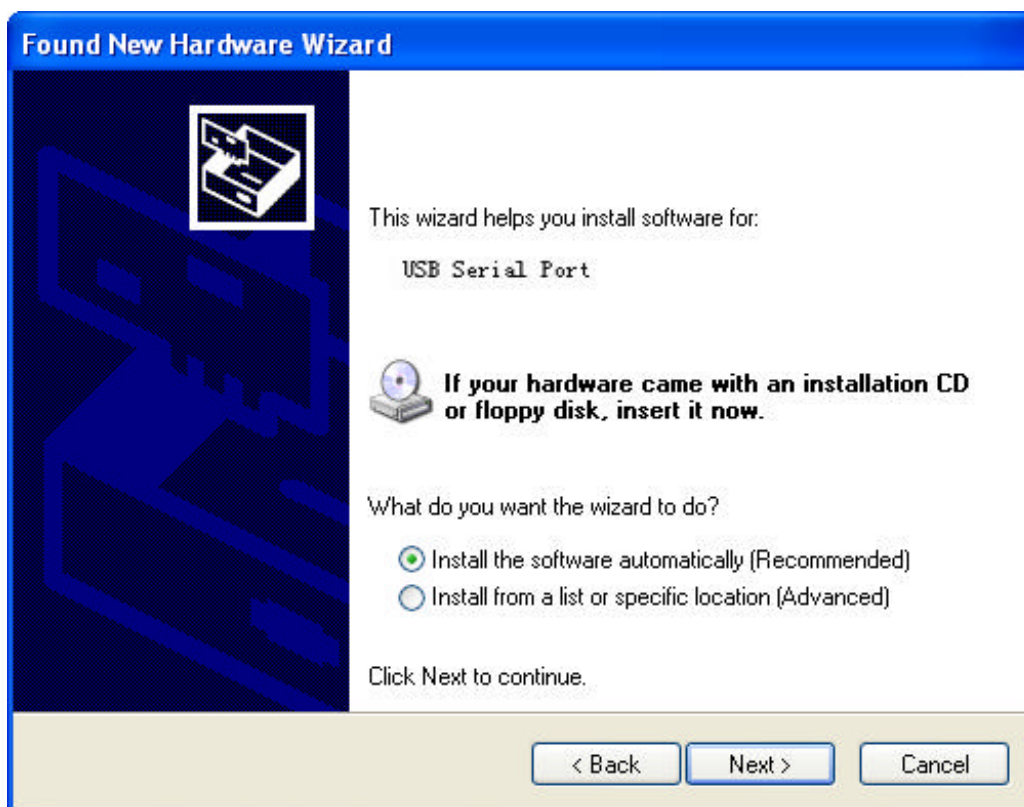 Found New Hardware Wizard
This wizard helps you install software for:
USB Serial Port
If your hardware came with an installation CD
or floppy disk, insert it now.
What do you want the wizard to do?
Install the software automatically (Recommended)
Install from a list or specific location (Advanced)
Click Next to continue.
< Back Next > Cancel